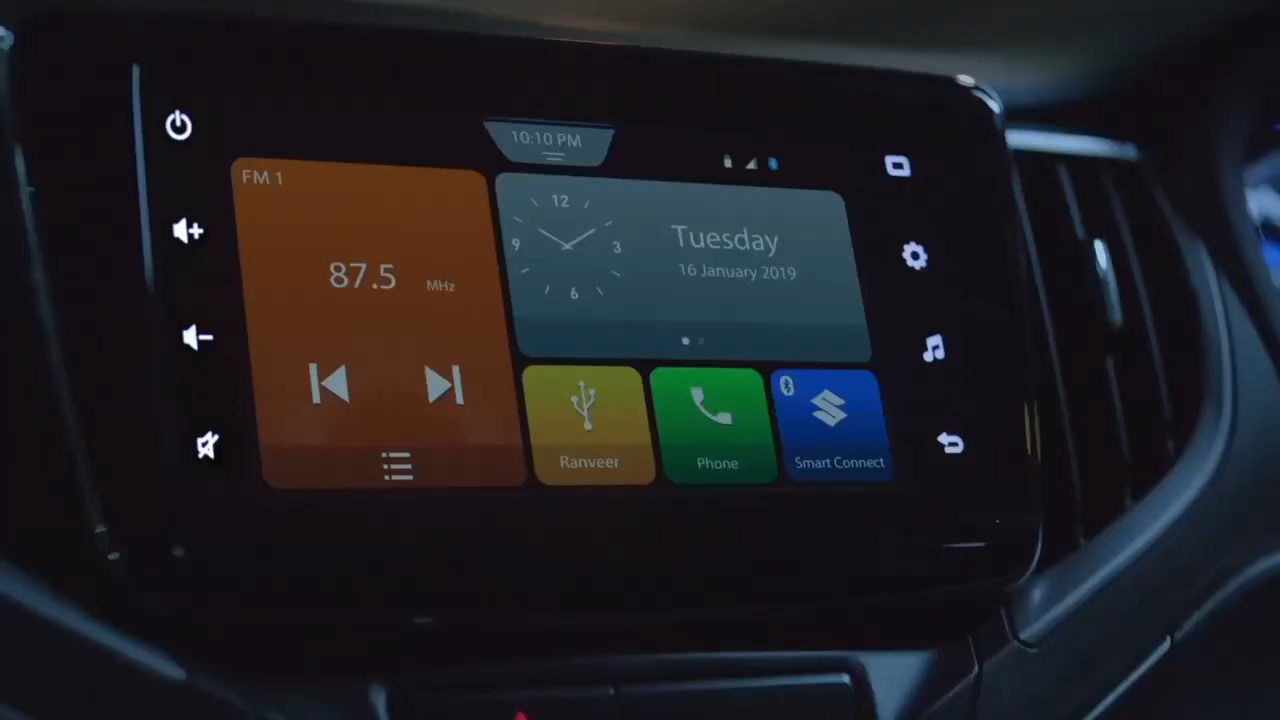 10:10 PM
FM 1
87.5 MHz
12
9
3
6
Tuesday
16 January 2019
Ranveer
Phone
Smart Connect